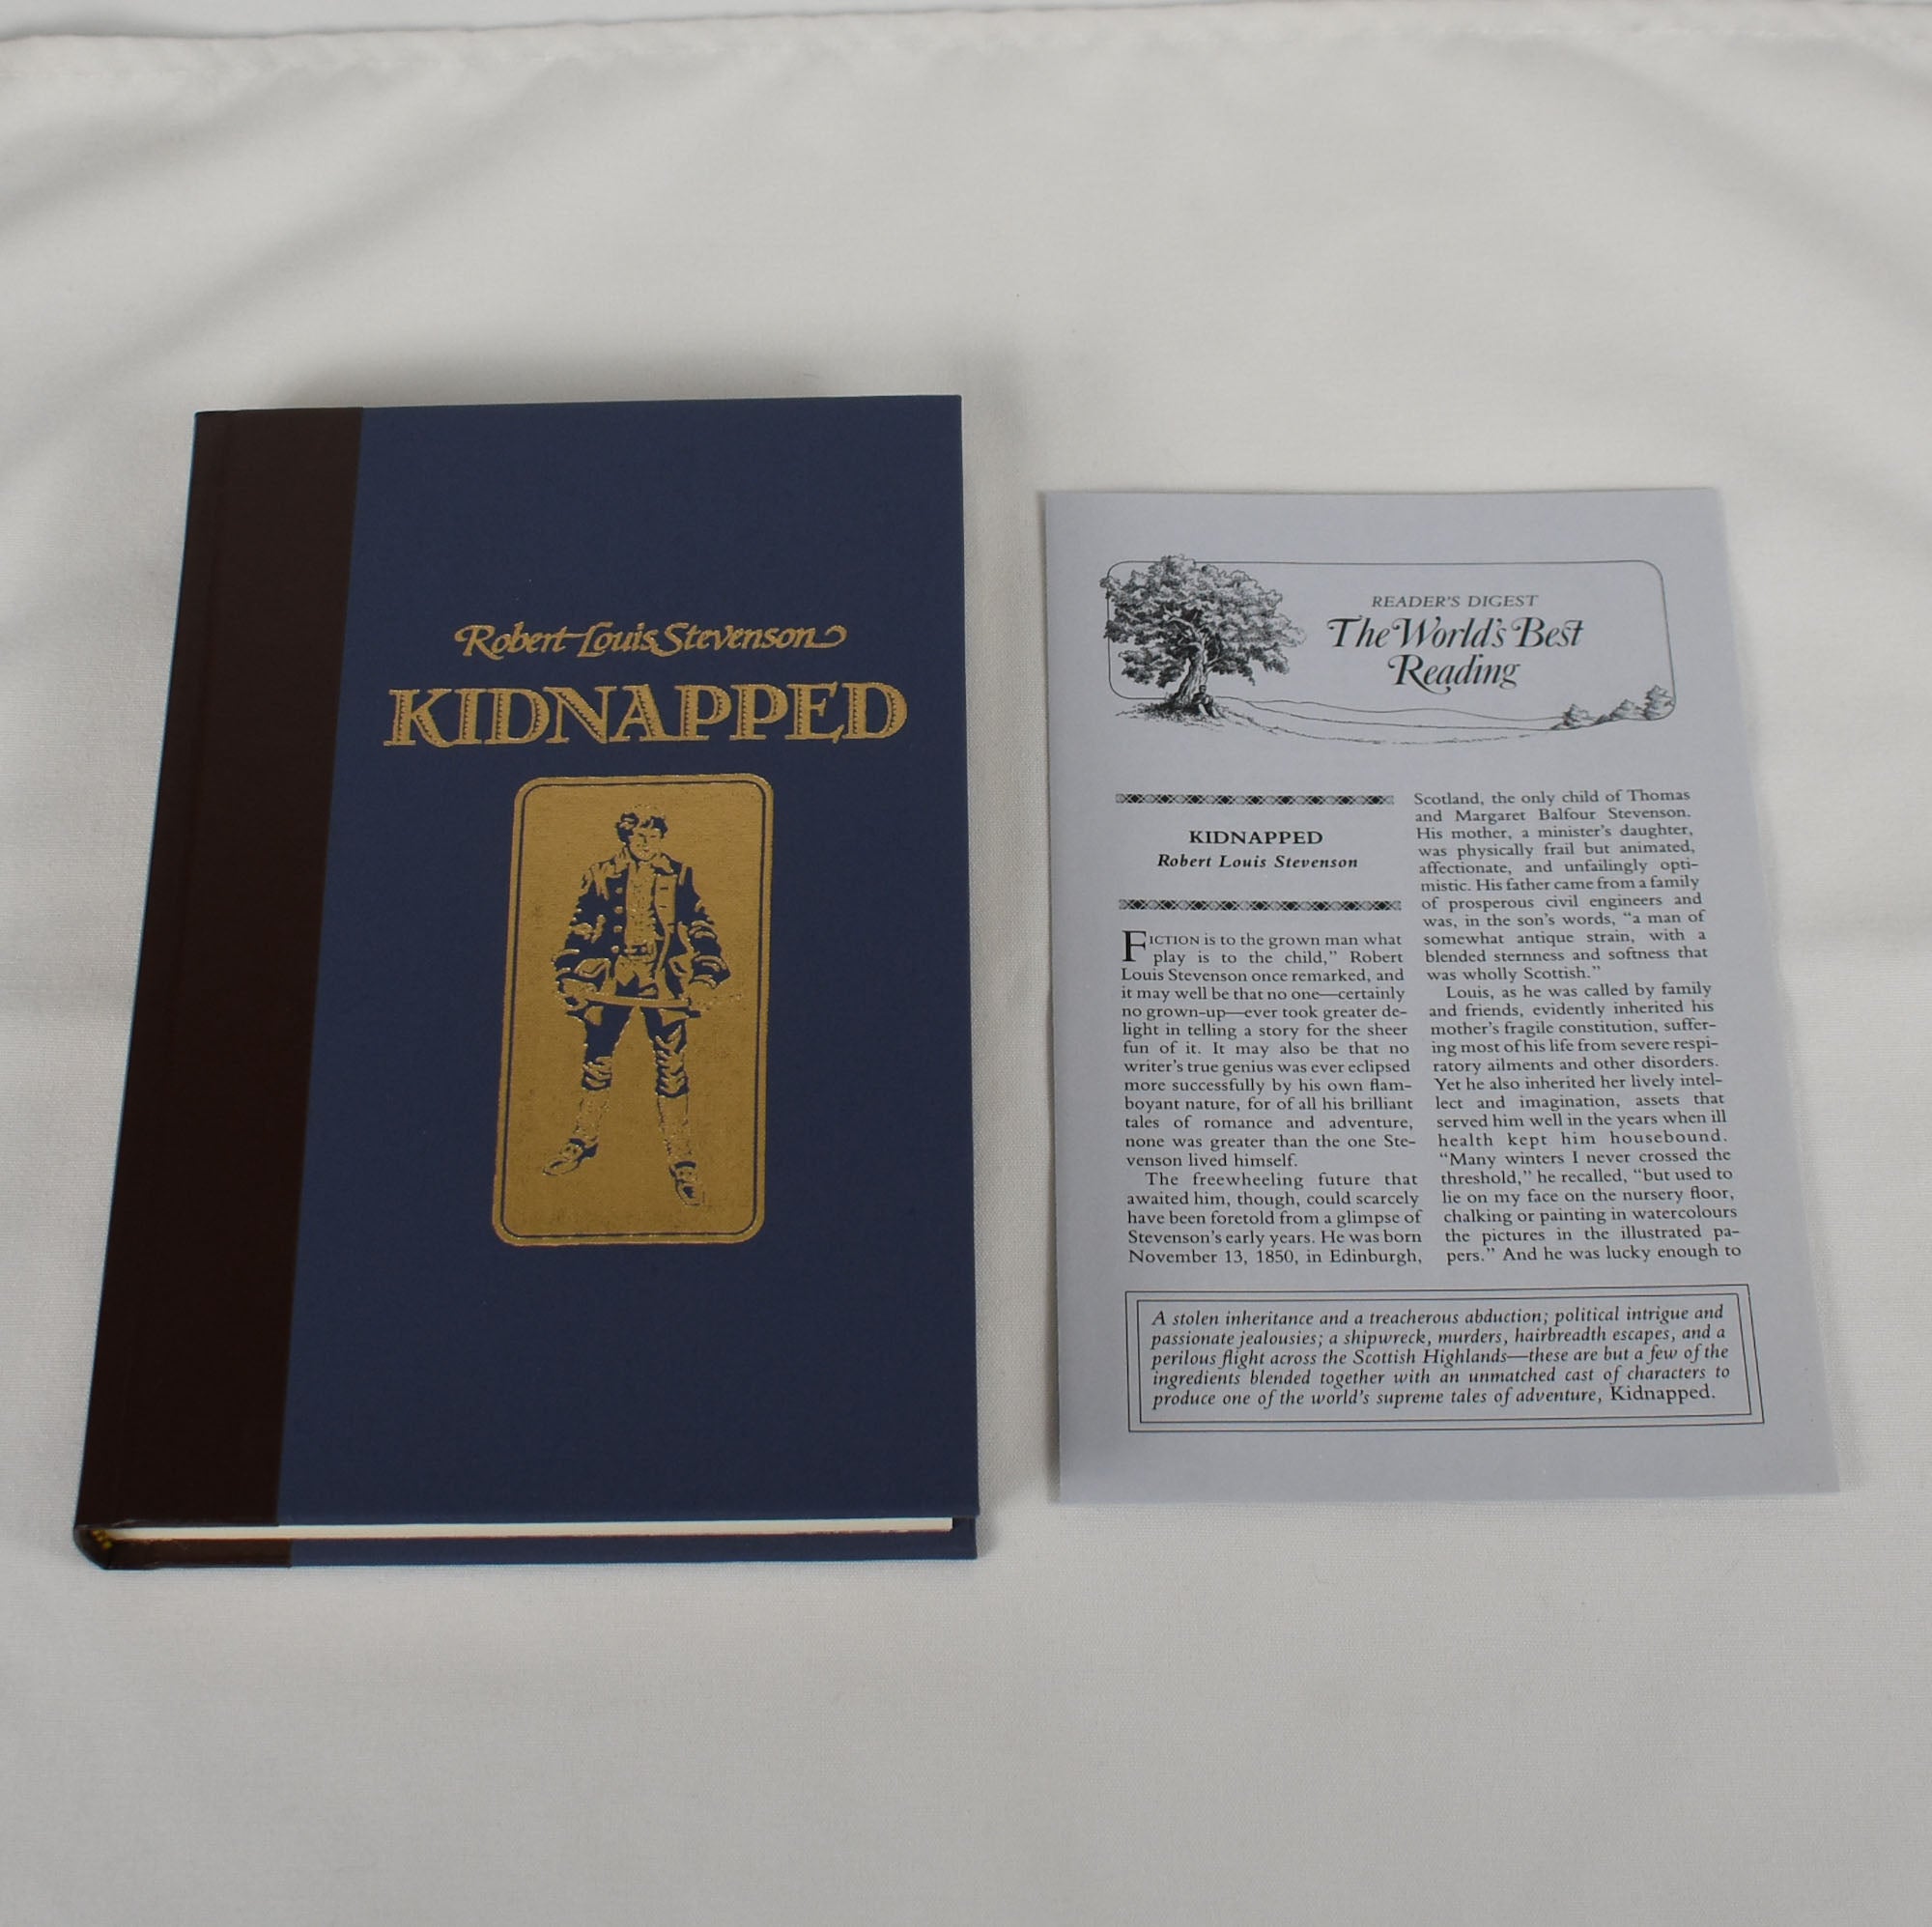 Robert Louis Stevenson
KIDNAPPED
READER'S DIGEST
The World's Best
Reading
KIDNAPPED
Robert Louis Stevenson
FICTION is to the grown man what
play is to the child,” Robert
Louis Stevenson once remarked, and
it may well be that no one—certainly
no grown-up—ever took greater de-
light in telling a story for the sheer
fun of it. It may also be that no
writer's true genius was ever eclipsed
more successfully by his own flam-
boyant nature, for of all his brilliant
tales of romance and adventure,
none was greater than the one Ste-
venson lived himself.
The freewheeling future that
awaited him, though, could scarcely
have been foretold from a glimpse of
Stevenson's early years. He was born
November 13, 1850, in Edinburgh,
Scotland, the only child of Thomas
and Margaret Balfour Stevenson.
His mother, a minister's daughter,
was physically frail but animated,
affectionate, and unfailingly opti-
mistic. His father came from a family
of prosperous civil engineers and
was, in the son's words, “a man of
somewhat antique strain, with a
blended sternness and softness that
was wholly Scottish.”
Louis, as he was called by family
and friends, evidently inherited his
mother's fragile constitution, suffer-
ing most of his life from severe respi-
ratory ailments and other disorders.
Yet he also inherited her lively intel-
lect and imagination, assets that
served him well in the years when ill
health kept him housebound.
“Many winters I never crossed the
threshold,” he recalled, “but used to
lie on my face on the nursery floor,
chalking or painting in watercolours
the pictures in the illustrated pa-
pers.” And he was lucky enough to
A stolen inheritance and a treacherous abduction; political intrigue and
passionate jealousies; a shipwreck, murders, hairbreadth escapes, and a
perilous flight across the Scottish Highlands—these are but a few of the
ingredients blended together with an unmatched cast of characters to
produce one of the world's supreme tales of adventure, Kidnapped.